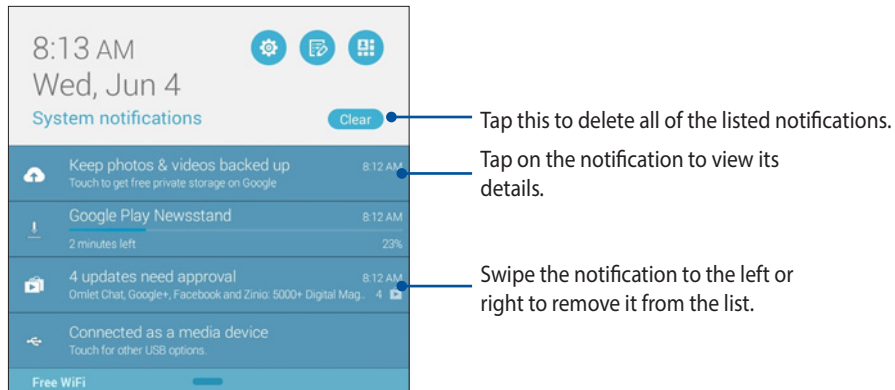 8:13 AM
Wed, Jun 4
System notifications
Clear
Tap this to delete all of the listed notifications.
Keep photos & videos backed up 8:12 AM
Touch to get free private storage on Google
Tap on the notification to view its
details.
Google Play Newsstand 8:12 AM
2 minutes left 23%
4 updates need approval 8:12 AM
Omlet Chat, Google+, Facebook and Zinio: 5000+ Digital Mag.. 4
Swipe the notification to the left or
right to remove it from the list.
Connected as a media device
Touch for other USB options.
Free WiFi